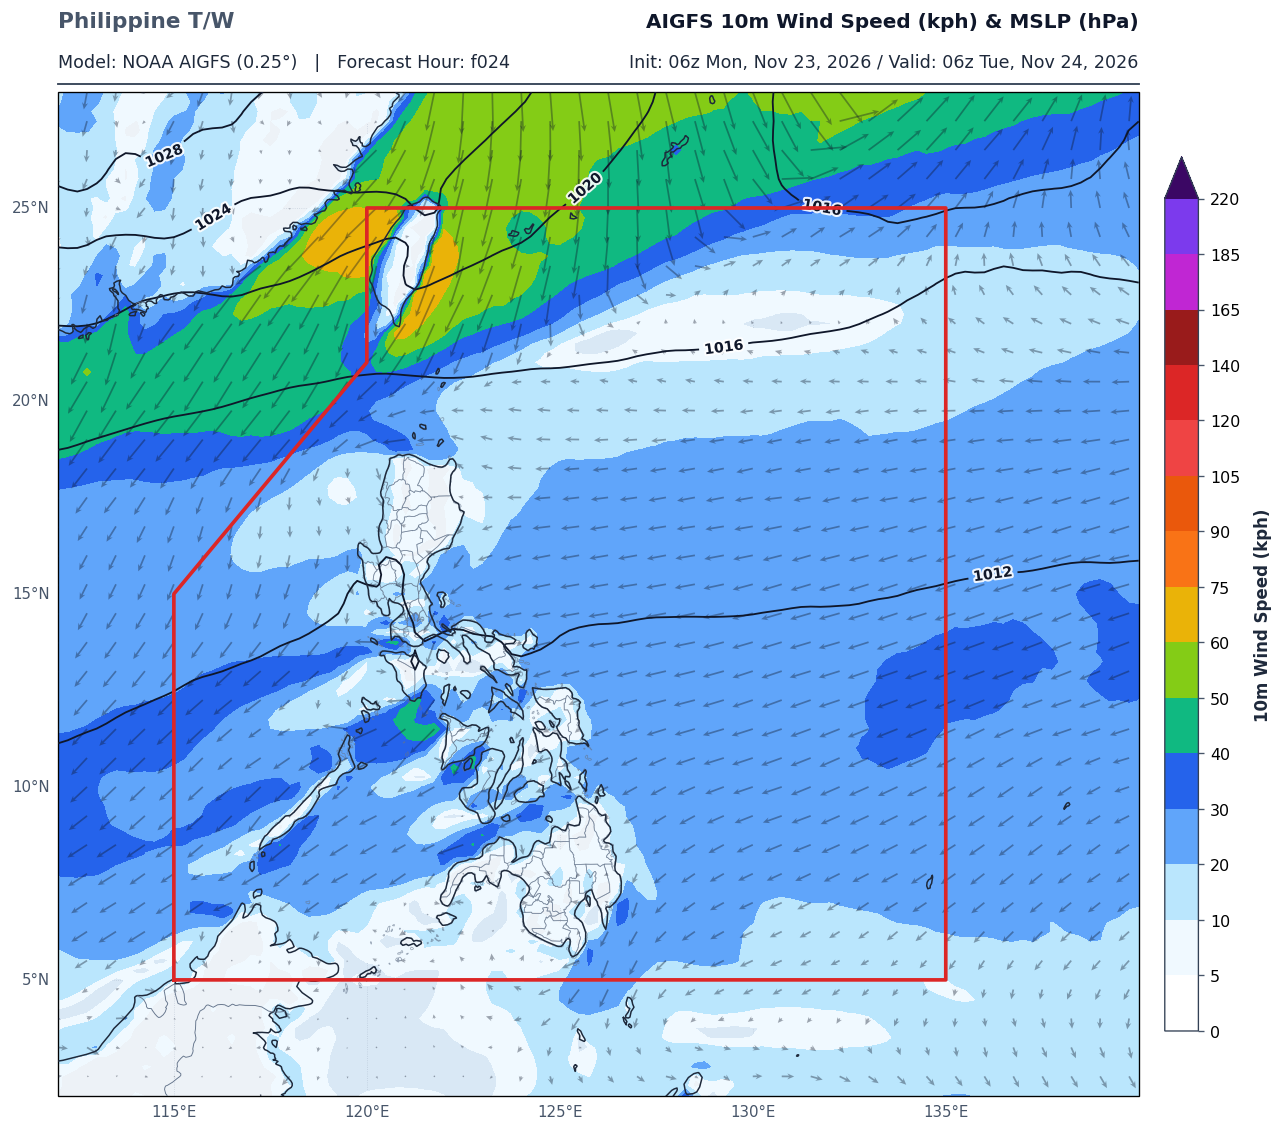 Philippine T/W
AIGFS 10m Wind Speed (kph) & MSLP (hPa)
Model: NOAA AIGFS (0.25°) | Forecast Hour: f024
Init: 06z Mon, Nov 23, 2026 / Valid: 06z Tue, Nov 24, 2026
1028
1024
1020
1016
1016
1012
25°N
20°N
15°N
10°N
5°N
115°E
120°E
125°E
130°E
135°E
220
185
165
140
120
105
90
75
60
50
40
30
20
10
5
0
10m Wind Speed (kph)